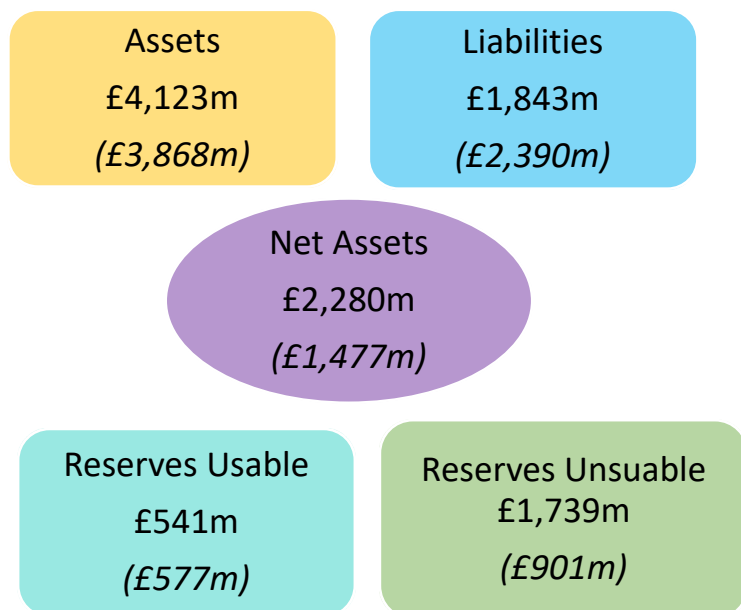 Assets
£4,123m
(£3,868m)
Liabilities
£1,843m
(£2,390m)
Net Assets
£2,280m
(£1,477m)
Reserves Usable
£541m
(£577m)
Reserves Unsuable
£1,739m
(£901m)